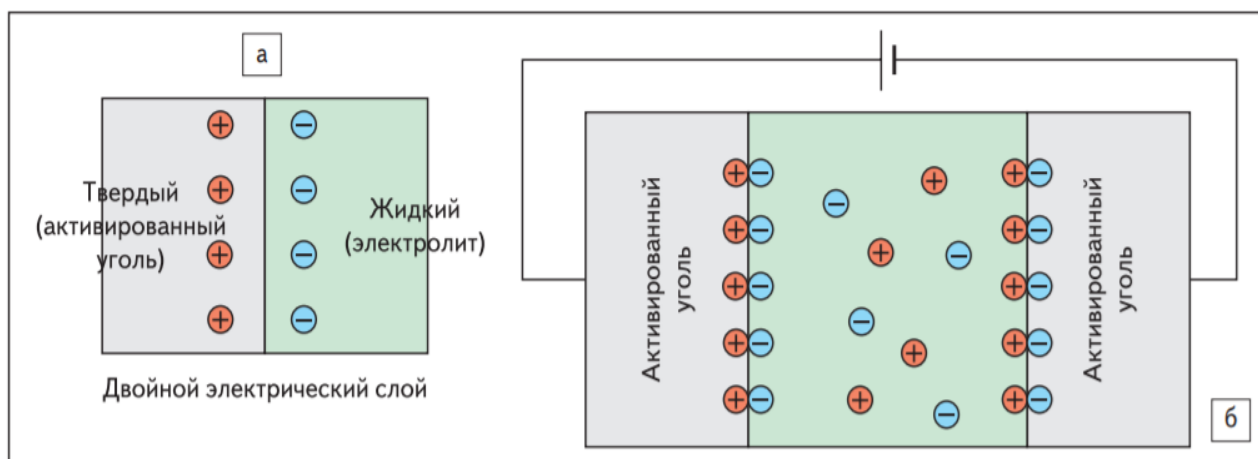 а
Твердый
(активированный
уголь)
Жидкий
(электролит)
Двойной электрический слой
Активированный
уголь
Активированный
уголь
б